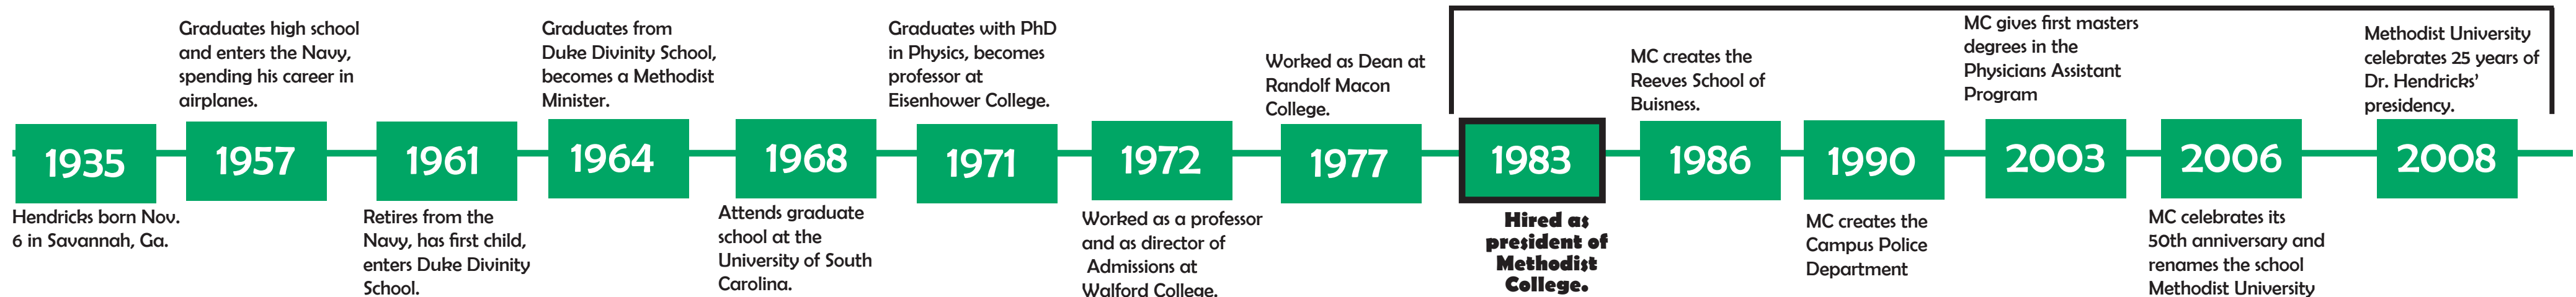 1935
Hendricks born Nov.
6 in Savannah, Ga.
Graduates high school
and enters the Navy,
spending his career in
airplanes.
1957
1961
Retires from the
Navy, has first child,
enters Duke Divinity
School.
Graduates from
Duke Divinity School,
becomes a Methodist
Minister.
1964
1968
Attends graduate
school at the
University of South
Carolina.
Graduates with PhD
in Physics, becomes
professor at
Eisenhower College.
1971
1972
Worked as a professor
and as director of
Admissions at
Walford College.
Worked as Dean at
Randolf Macon
College.
1977
1983
Hired as
president of
Methodist
College.
MC creates the
Reeves School of
Buisness.
1986
1990
MC creates the
Campus Police
Department
MC gives first masters
degrees in the
Physicians Assistant
Program
2003
2006
MC celebrates its
50th anniversary and
renames the school
Methodist University
Methodist University
celebrates 25 years of
Dr. Hendricks'
presidency.
2008